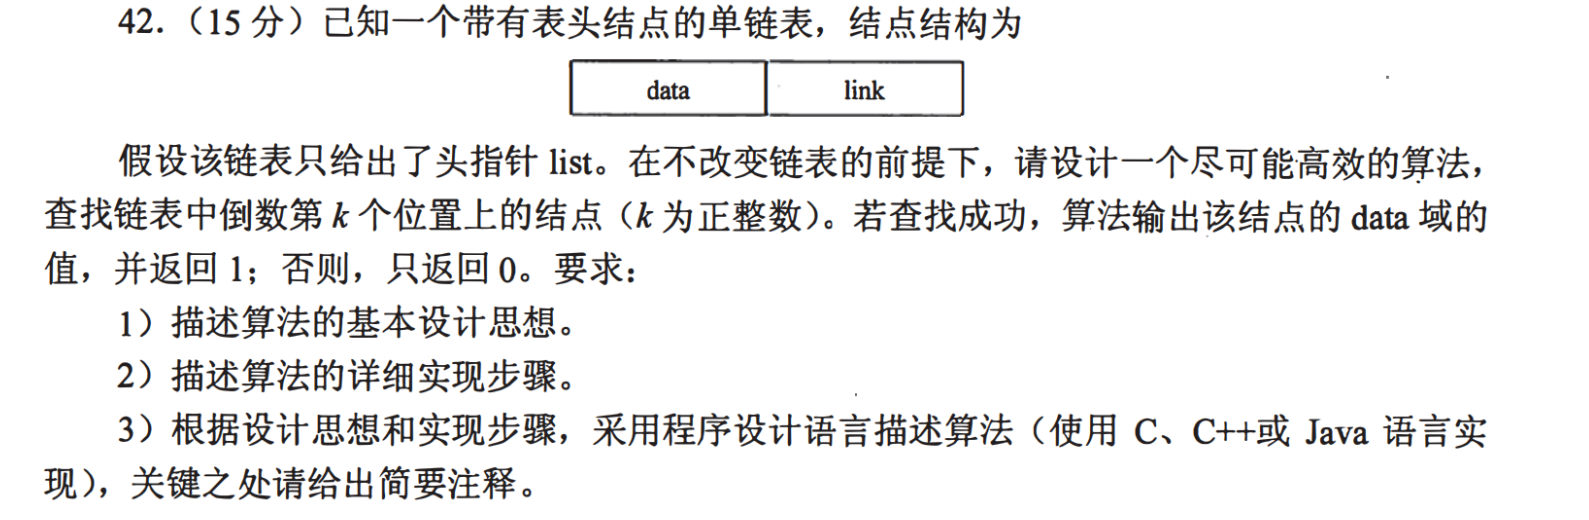 42.（15 分）已知一个带有表头结点的单链表，结点结构为
data link
假设该链表只给出了头指针 list。在不改变链表的前提下，请设计一个尽可能高效的算法，
查找链表中倒数第 k 个位置上的结点（k 为正整数）。若查找成功，算法输出该结点的 data 域的
值，并返回 1；否则，只返回 0。要求：
1）描述算法的基本设计思想。
2）描述算法的详细实现步骤。
3）根据设计思想和实现步骤，采用程序设计语言描述算法（使用 C、C++或 Java 语言实
现），关键之处请给出简要注释。